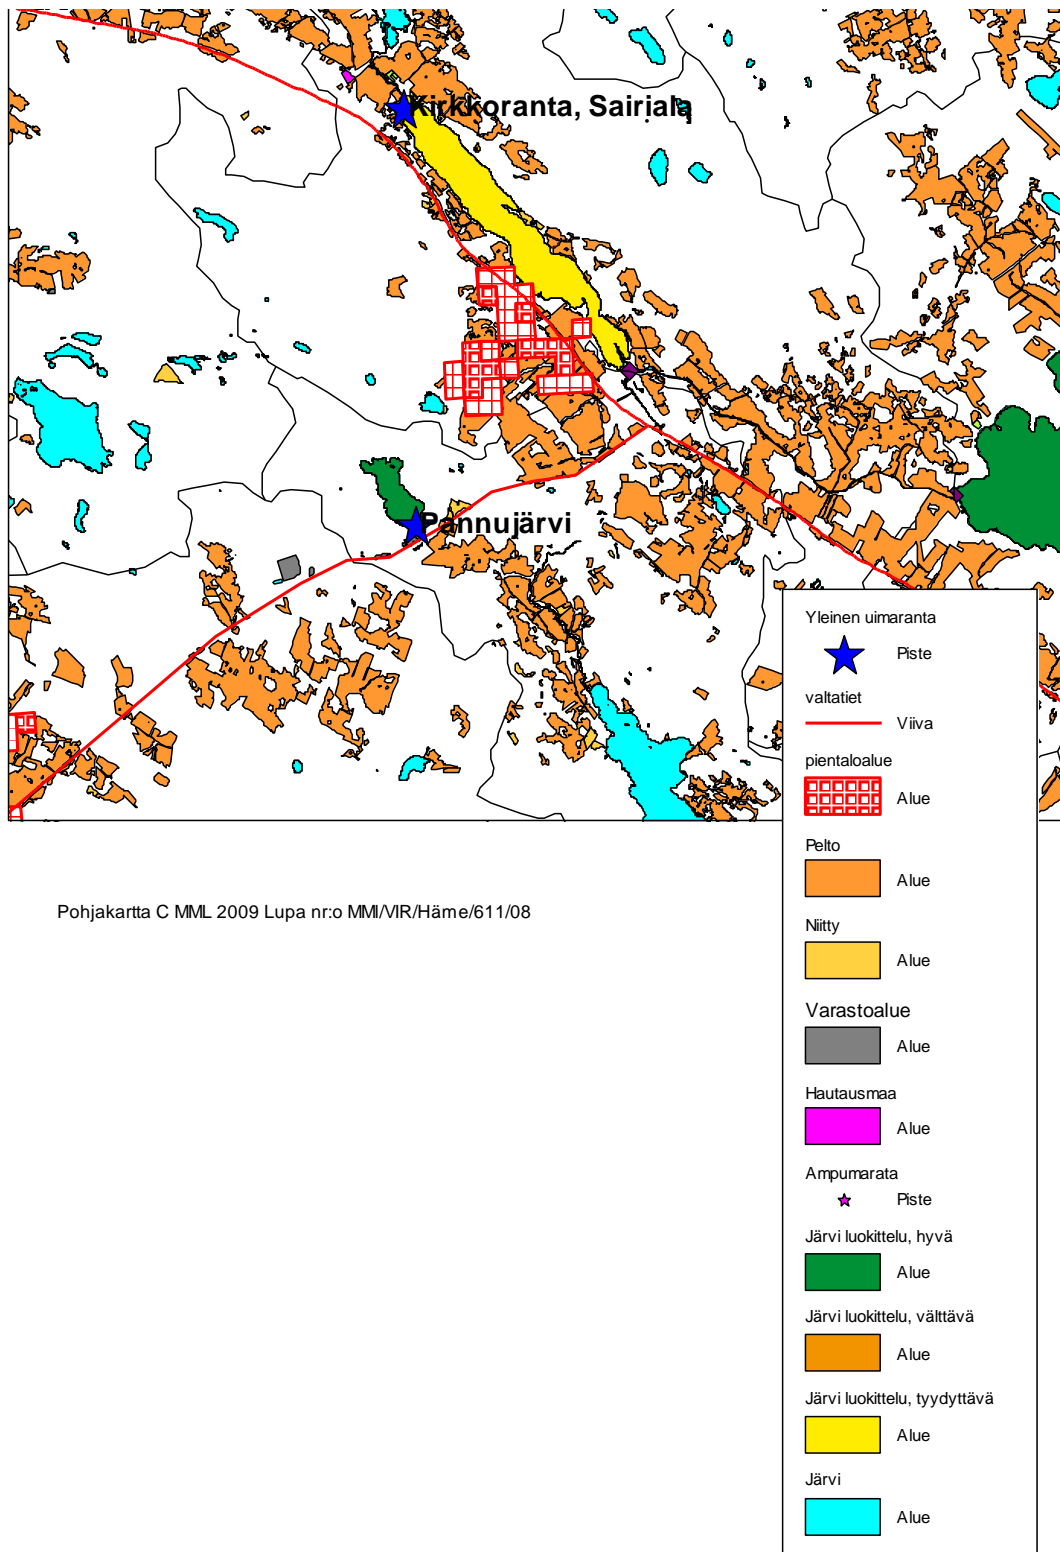 Kirkkoranta, Sairiala
Pannujärvi
Yleinen uimaranta
Piste
valtatiet
Viiva
pientaloalue
Alue
Pelto
Alue
Niitty
Alue
Varastoalue
Alue
Hautausmaa
Alue
Ampumarata
Piste
Järvi luokittelu, hyvä
Alue
Järvi luokittelu, välttävä
Alue
Järvi luokittelu, tyydyttävä
Alue
Järvi
Alue
Pohjakartta C MML 2009 Lupa nr:o MMI/VIR/Häme/611/08